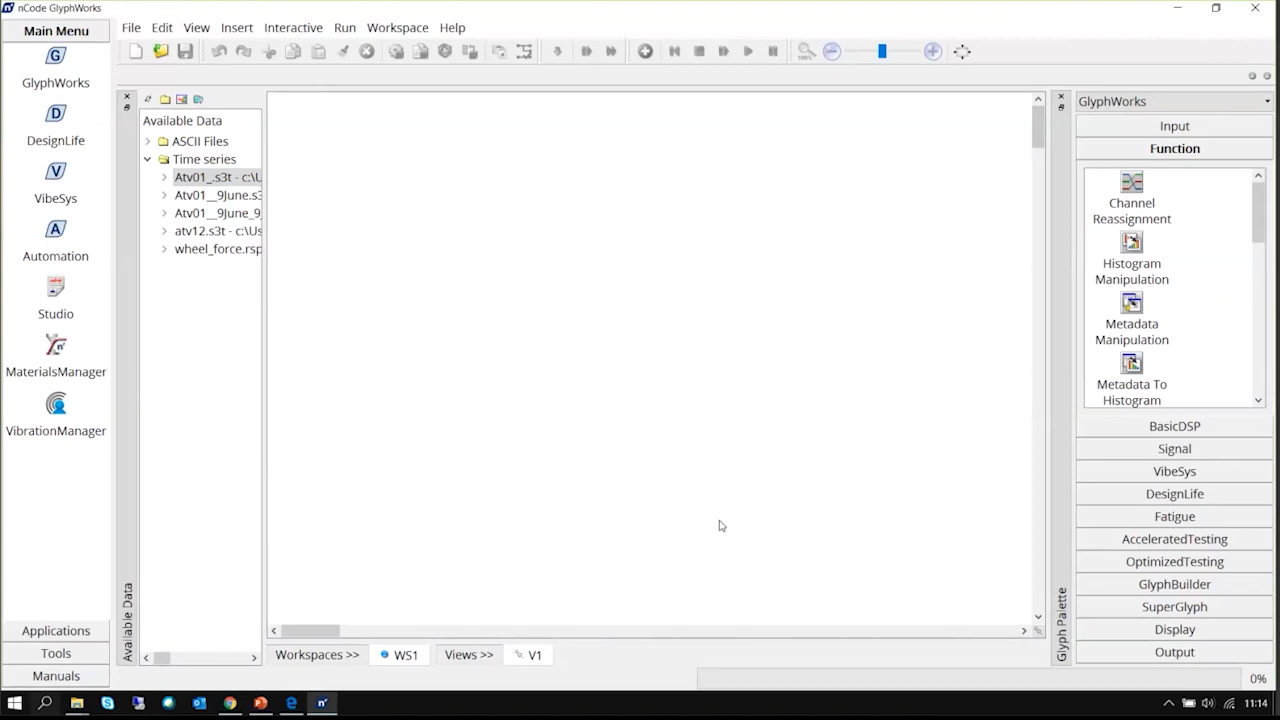 nCode GlyphWorks
Main Menu
GlyphWorks
DesignLife
VibeSys
Automation
Studio
MaterialsManager
VibrationManager
Applications
Tools
Manuals
File Edit View Insert Interactive Run Workspace Help
100%
Available Data
ASCII Files
Time series
Atv01_.s3t - c:\U
Atv01__9June.s3
Atv01__9June_9
atv12.s3t - c:\Us
wheel_force.rsp
Available Data
Workspaces >> WS1 Views >> V1
Glyph Palette
GlyphWorks
Input
Function
Channel
Reassignment
Histogram
Manipulation
Metadata
Manipulation
Metadata To
Histogram
BasicDSP
Signal
VibeSys
DesignLife
Fatigue
AcceleratedTesting
OptimizedTesting
GlyphBuilder
SuperGlyph
Display
Output
0%
11:14